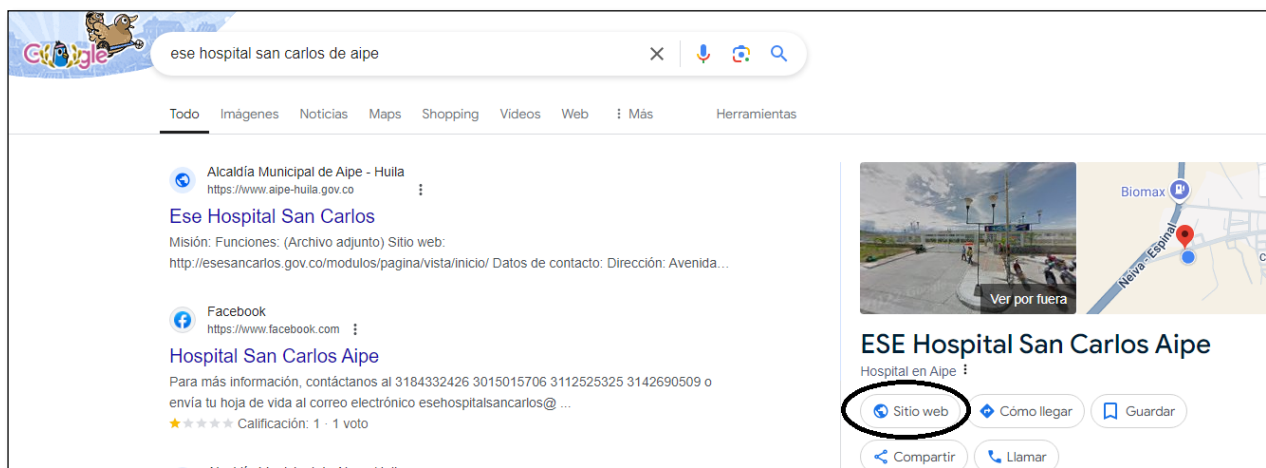 Google
ese hospital san carlos de aipe
Todo Imágenes Noticias Maps Shopping Vídeos Web Más Herramientas
Alcaldía Municipal de Aipe - Huila
https://www.aipe-huila.gov.co
Ese Hospital San Carlos
Misión: Funciones: (Archivo adjunto) Sitio web:
http://esesancarlos.gov.co/modulos/pagina/vista/inicio/ Datos de contacto: Dirección: Avenida...
Facebook
https://www.facebook.com
Hospital San Carlos Aipe
Para más información, contáctanos al 3184332426 3015015706 3112525325 3142690509 o
envía tu hoja de vida al correo electrónico esehospitalsancarlos@ ...
Calificación: 1 · 1 voto
Ver por fuera
Biomax
Neiva - Espinal
ESE Hospital San Carlos Aipe
Hospital en Aipe
Sitio web Cómo llegar Guardar
Compartir Llamar